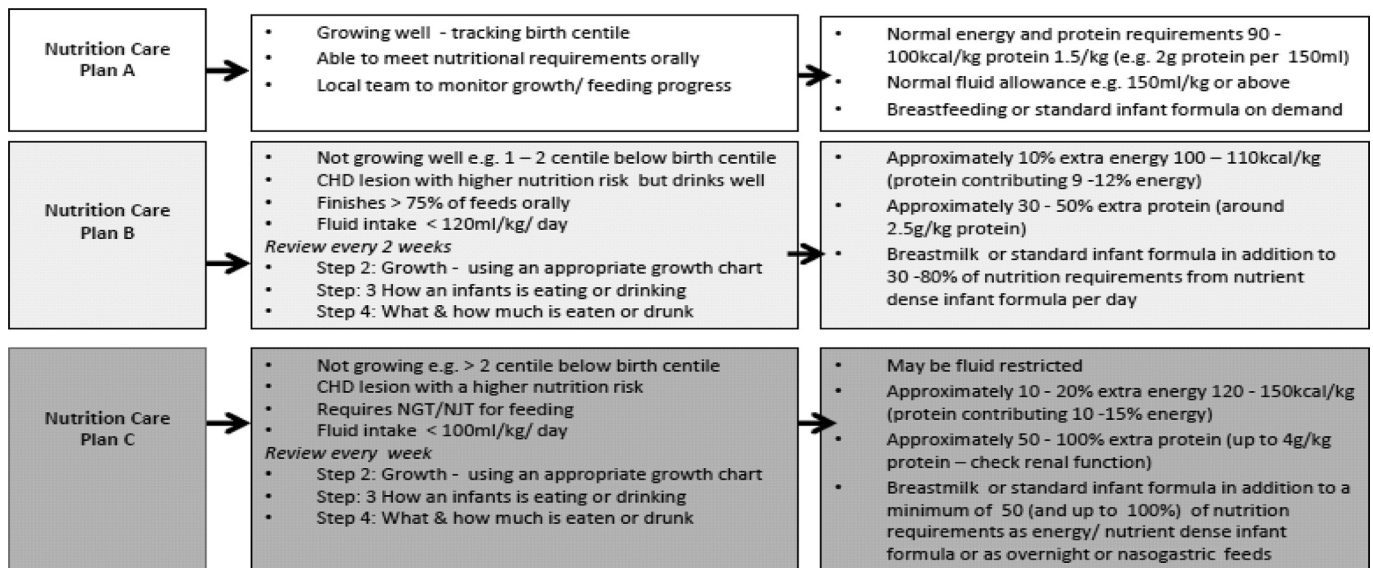 Nutrition Care
Plan A
• Growing well - tracking birth centile
• Able to meet nutritional requirements orally
• Local team to monitor growth/ feeding progress
• Normal energy and protein requirements 90 -
100kcal/kg protein 1.5/kg (e.g. 2g protein per 150ml)
• Normal fluid allowance e.g. 150ml/kg or above
• Breastfeeding or standard infant formula on demand
Nutrition Care
Plan B
• Not growing well e.g. 1 – 2 centile below birth centile
• CHD lesion with higher nutrition risk but drinks well
• Finishes > 75% of feeds orally
• Fluid intake < 120ml/kg/ day
Review every 2 weeks
• Step 2: Growth - using an appropriate growth chart
• Step: 3 How an infants is eating or drinking
• Step 4: What & how much is eaten or drunk
• Approximately 10% extra energy 100 – 110kcal/kg
(protein contributing 9 -12% energy)
• Approximately 30 - 50% extra protein (around
2.5g/kg protein)
• Breastmilk or standard infant formula in addition to
30 -80% of nutrition requirements from nutrient
dense infant formula per day
Nutrition Care
Plan C
• Not growing e.g. > 2 centile below birth centile
• CHD lesion with a higher nutrition risk
• Requires NGT/NJT for feeding
• Fluid intake < 100ml/kg/ day
Review every week
• Step 2: Growth - using an appropriate growth chart
• Step: 3 How an infants is eating or drinking
• Step 4: What & how much is eaten or drunk
• May be fluid restricted
• Approximately 10 - 20% extra energy 120 - 150kcal/kg
(protein contributing 10 -15% energy)
• Approximately 50 - 100% extra protein (up to 4g/kg
protein – check renal function)
• Breastmilk or standard infant formula in addition to a
minimum of 50 (and up to 100%) of nutrition
requirements as energy/ nutrient dense infant
formula or as overnight or nasogastric feeds